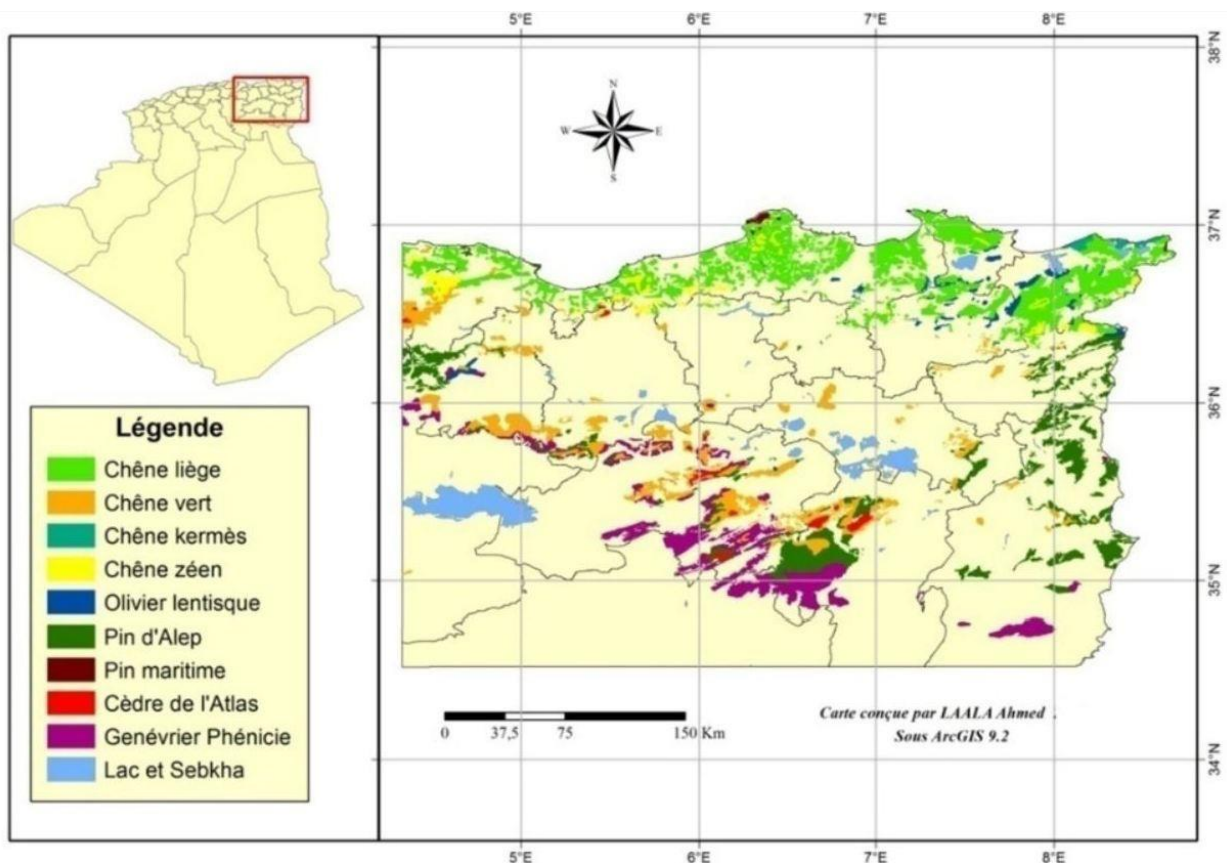 5°E 6°E 7°E 8°E
38°N
37°N
36°N
35°N
34°N
N
W E
S
Légende
Chêne liège
Chêne vert
Chêne kermès
Chêne zéen
Olivier lentisque
Pin d'Alep
Pin maritime
Cèdre de l'Atlas
Genévrier Phénicie
Lac et Sebkha
0 37,5 75 150 Km
Carte conçue par LAALA Ahmed .
Sous ArcGIS 9.2
5°E 6°E 7°E 8°E